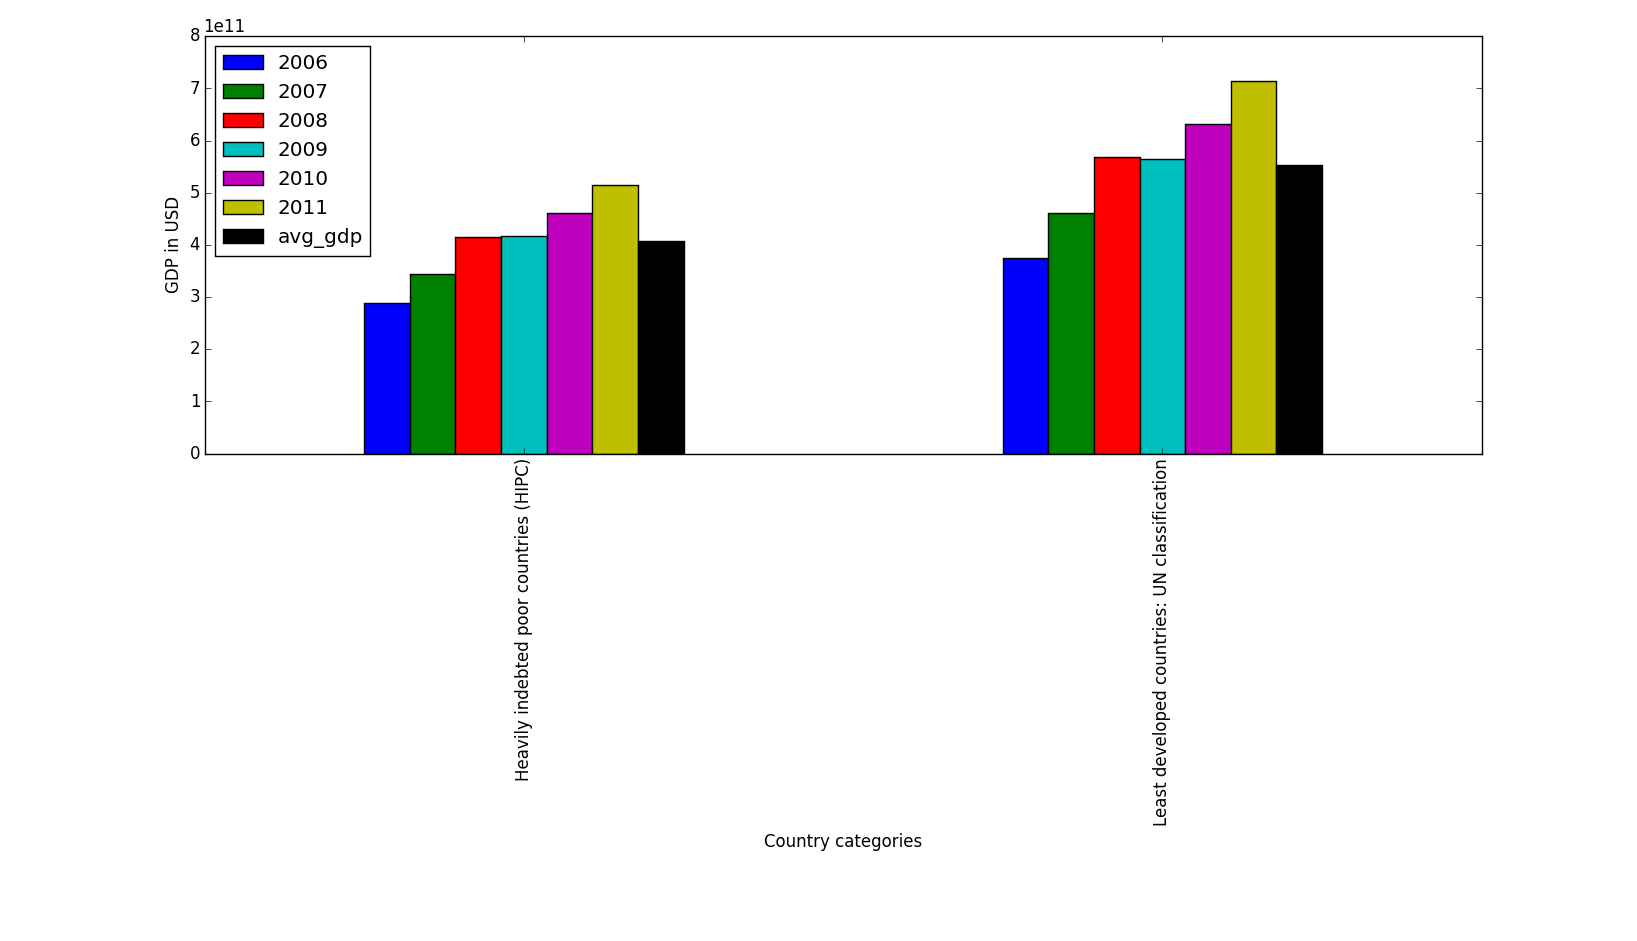 1e11
8
7
6
5
4
3
2
1
0
GDP in USD
2006
2007
2008
2009
2010
2011
avg_gdp
Heavily indebted poor countries (HIPC)
Least developed countries: UN classification
Country categories